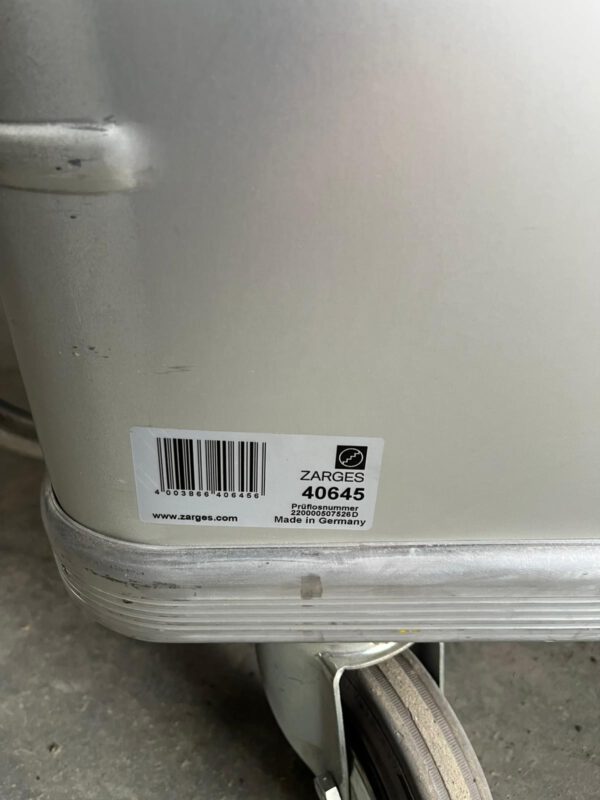 4 003866 406456
www.zarges.com
ZARGES
40645
Prüflosnummer
220000507526D
Made in Germany